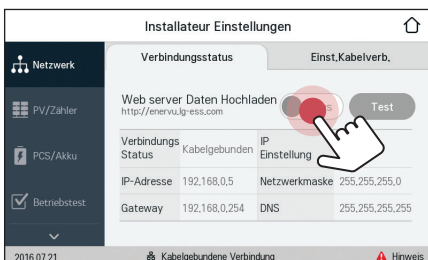 Installateur Einstellungen
Netzwerk
PV/Zähler
PCS/Akku
Betriebstest
Verbindungsstatus
Einst.Kabelverb.
Web server Daten Hochladen
http://enervu.lg-ess.com
Test
Verbindungs Status
Kabelgebunden
IP Einstellung
IP-Adresse
192,168,0,5
Netzwerkmaske
255,255,255,0
Gateway
192,168,0,254
DNS
255,255,255,255
2016.07.21
Kabelgebundene Verbindung
Hinweis